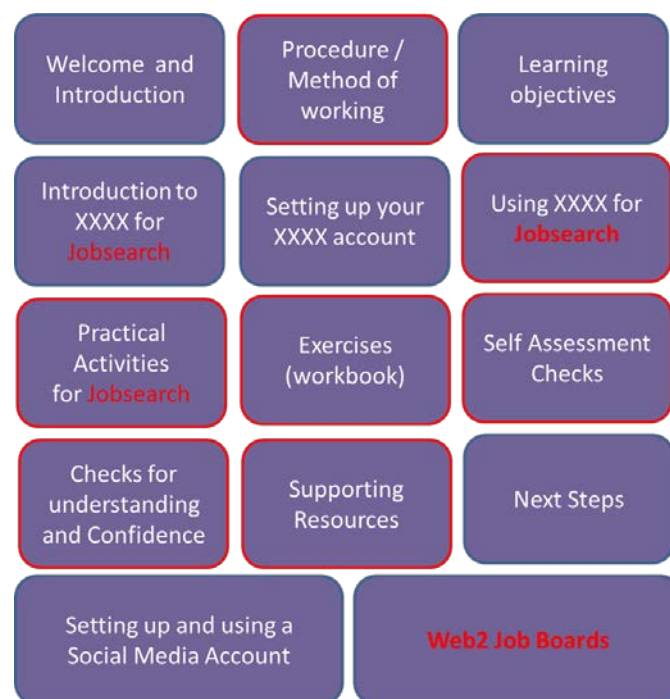 Welcome and
Introduction
Procedure /
Method of
working
Learning
objectives
Introduction to
XXXX for
Jobsearch
Setting up your
XXXX account
Using XXXX for
Jobsearch
Practical
Activities
for Jobsearch
Exercises
(workbook)
Self Assessment
Checks
Checks for
understanding
and Confidence
Supporting
Resources
Next Steps
Setting up and using a
Social Media Account
Web2 Job Boards